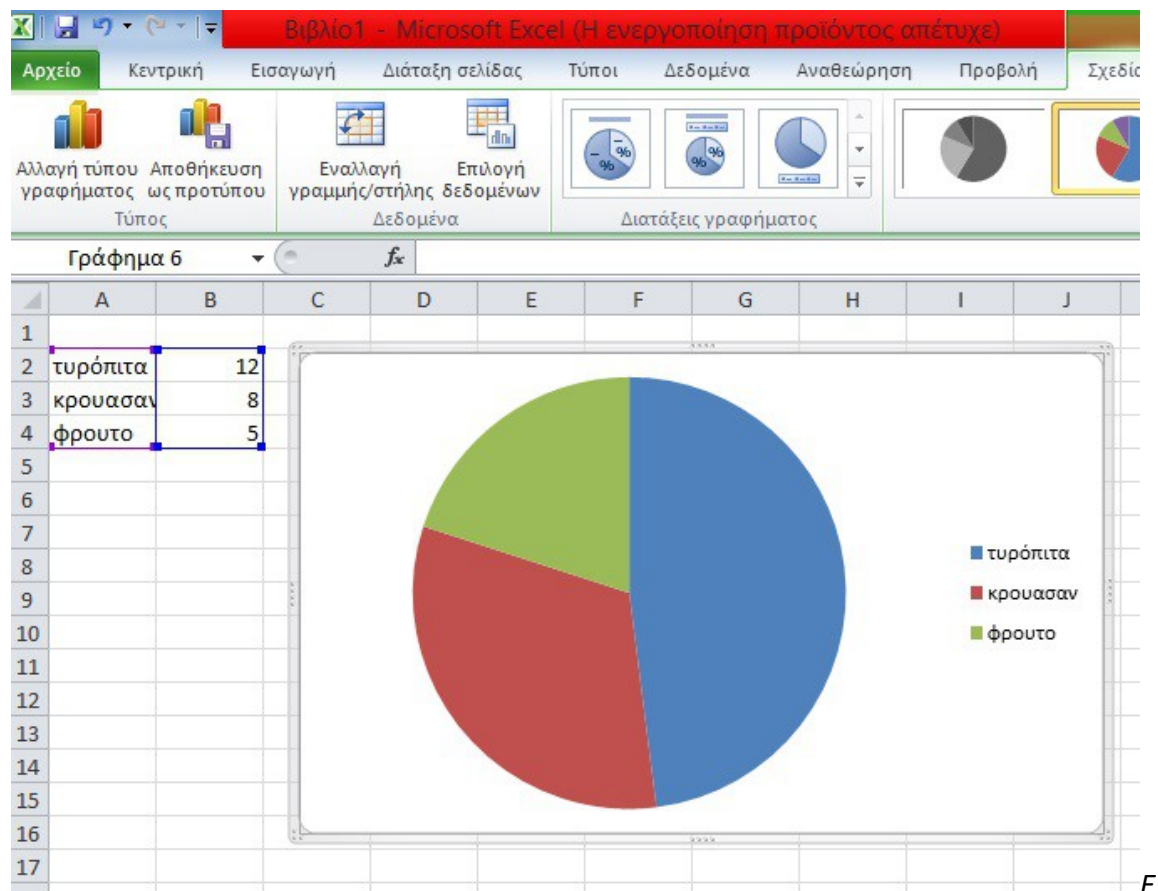 Βιβλίο1 - Microsoft Excel (Η ενεργοποίηση προϊόντος απέτυχε)
Αρχείο Κεντρική Εισαγωγή Διάταξη σελίδας Τύποι Δεδομένα Αναθεώρηση Προβολή Σχεδία
Αλλαγή τύπου γραφήματος
Αποθήκευση ως προτύπου
Εναλλαγή γραμμής/στήλης
Επιλογή δεδομένων
Τύπος Δεδομένα Διατάξεις γραφήματος
Γράφημα 6 fx
A B C D E F G H I J
1
2 τυρόπιτα 12
3 κρουασαν 8
4 φρουτο 5
5
6
7
8
9
10
11
12
13
14
15
16
17
τυρόπιτα
κρουασαν
φρουτο